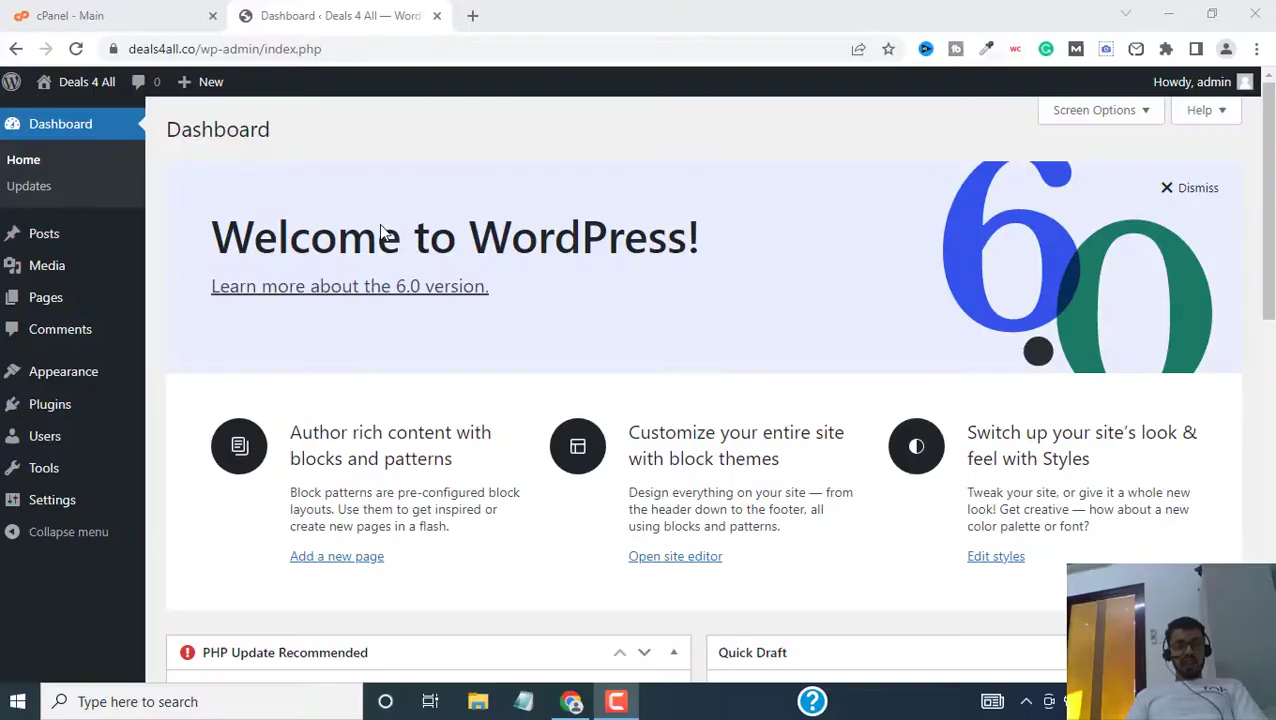 cPanel - Main
Dashboard ‹ Deals 4 All — Word
deals4all.co/wp-admin/index.php
Deals 4 All
0
New
Howdy, admin
Dashboard
Home
Updates
Posts
Media
Pages
Comments
Appearance
Plugins
Users
Tools
Settings
Collapse menu
Dashboard
Screen Options
Help
Welcome to WordPress!
Learn more about the 6.0 version.
Dismiss
6.0
Author rich content with
blocks and patterns
Block patterns are pre-configured block
layouts. Use them to get inspired or
create new pages in a flash.
Add a new page
Customize your entire site
with block themes
Design everything on your site — from
the header down to the footer, all
using blocks and patterns.
Open site editor
Switch up your site's look &
feel with Styles
Tweak your site, or give it a whole new
look! Get creative — how about a new
color palette or font?
Edit styles
PHP Update Recommended
Quick Draft
Type here to search